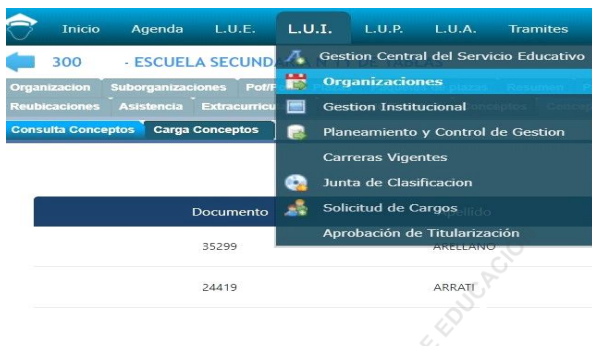 Inicio Agenda L.U.E. L.U.I. L.U.P. L.U.A. Tramites
300 - ESCUELA SECUND
Gestion Central del Servicio Educativo
Organizaciones
Gestion Institucional
Planeamiento y Control de Gestion
Carreras Vigentes
Junta de Clasificacion
Solicitud de Cargos
Aprobación de Titularización
Organizacion Suborganizaciones
Reubicaciones Asistencia Extracurricu
Consulta Conceptos Carga Conceptos
Documento
35299 ARELLANO
24419 ARRATI
E EDUCACIO